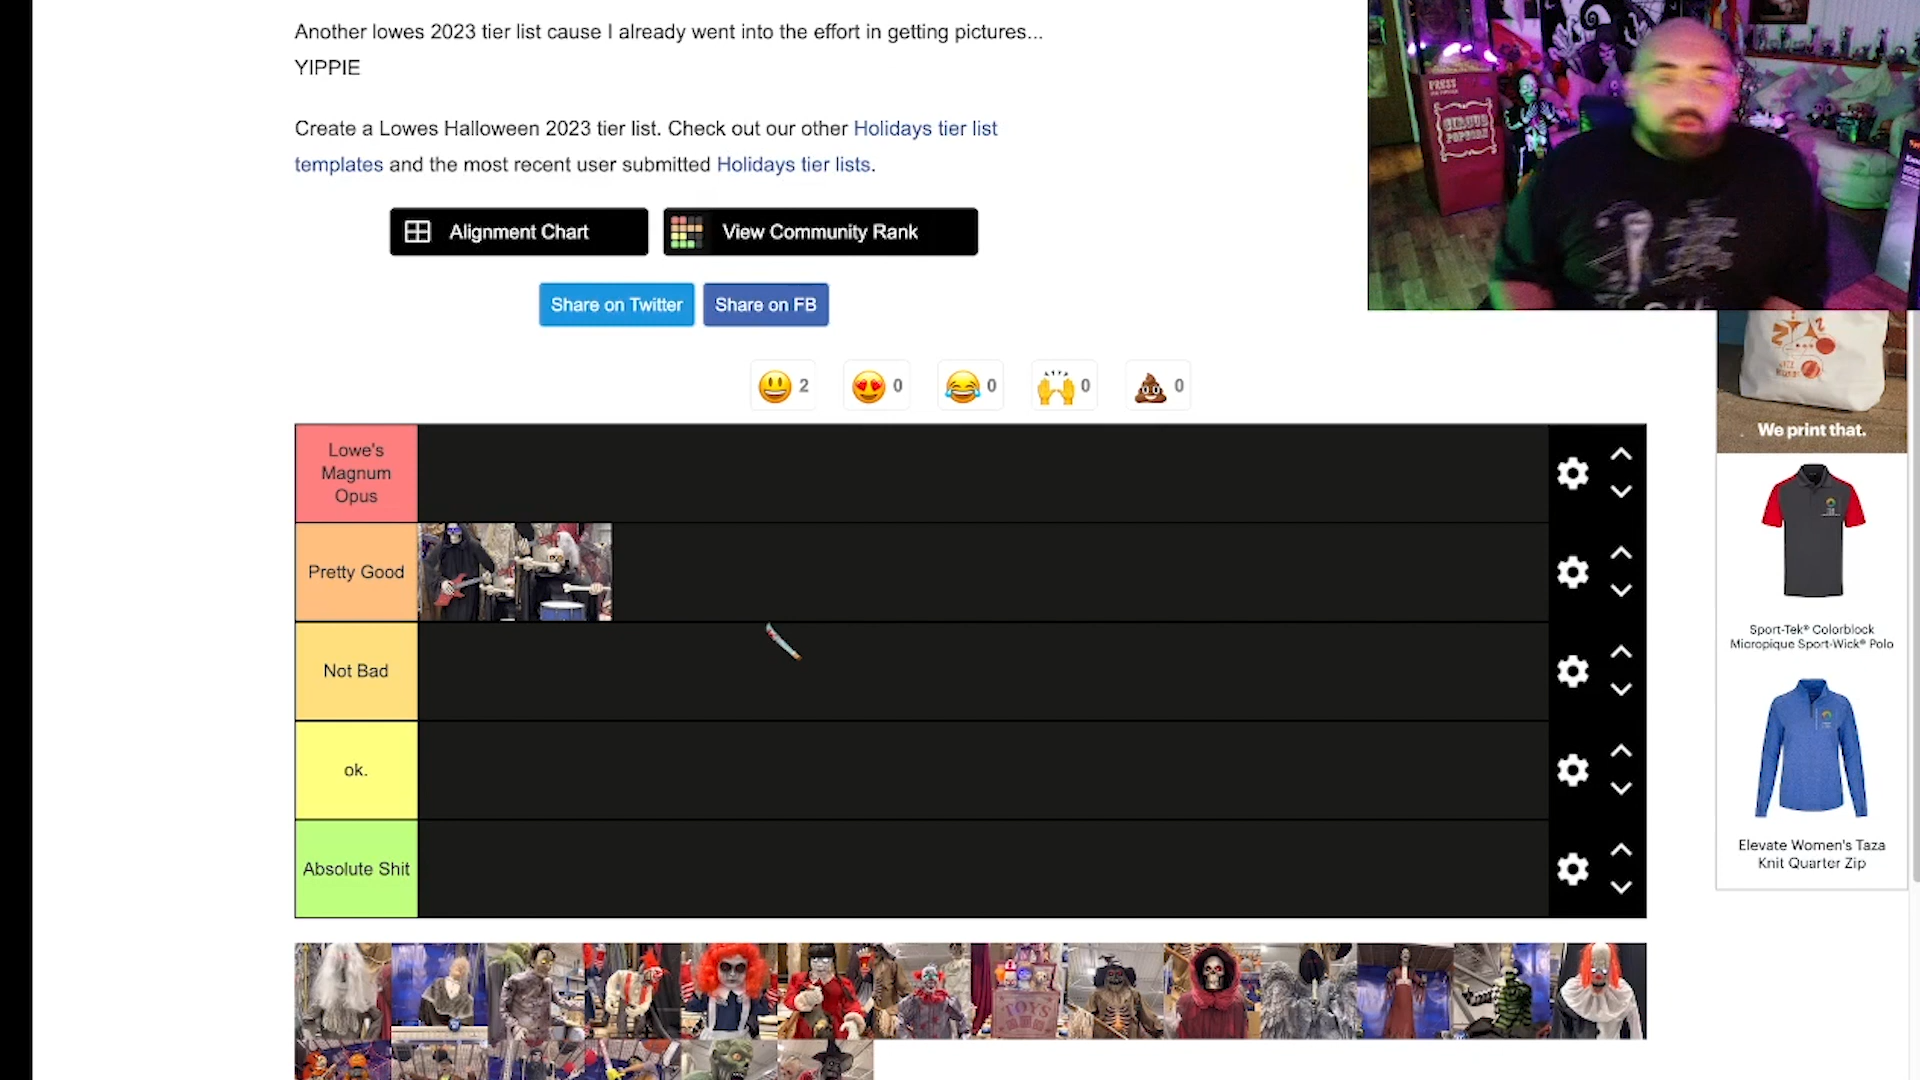 Another lowes 2023 tier list cause I already went into the effort in getting pictures...
YIPPIE
Create a Lowes Halloween 2023 tier list. Check out our other Holidays tier list
templates and the most recent user submitted Holidays tier lists.
Alignment Chart
View Community Rank
Share on Twitter
Share on FB
2
0
0
0
0
Lowe's
Magnum
Opus
Pretty Good
Not Bad
ok.
Absolute Shit
PRESS
CIRCUS
POPCORN
We print that.
Sport-Tek® Colorblock
Micropique Sport-Wick® Polo
Elevate Women's Taza
Knit Quarter Zip
TOYS